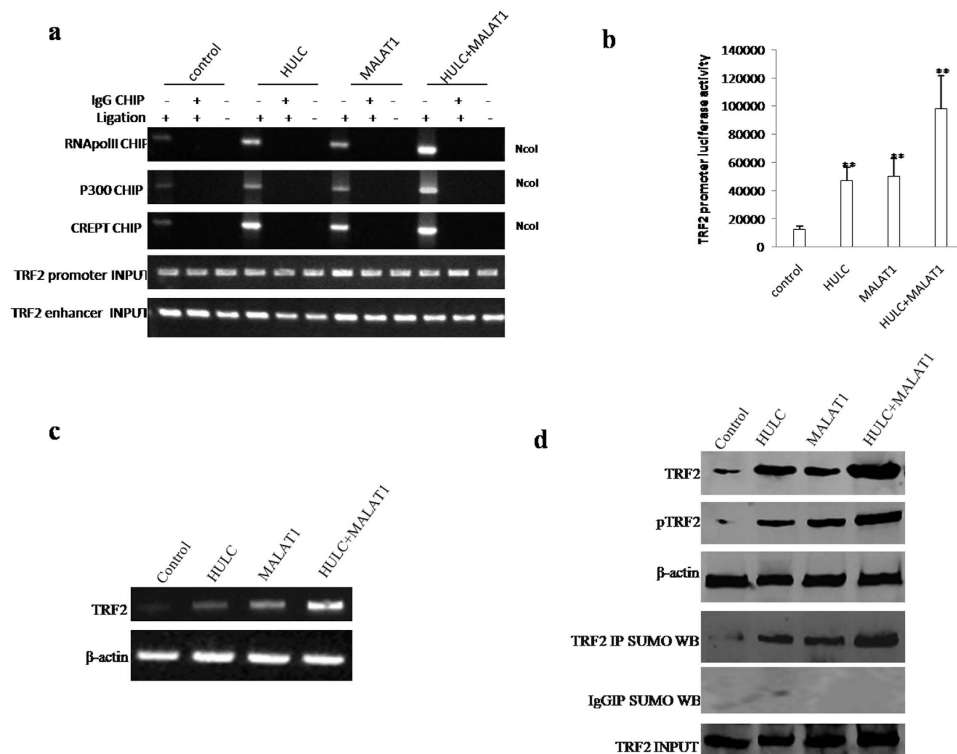 a
control HULC MALAT1 HULC+MALAT1
IgG CHIP - + - - + - - + - - + -
Ligation + + - + + - + + - + + -
RNApolII CHIP NcoI
P300 CHIP NcoI
CREPT CHIP NcoI
TRF2 promoter INPUT
TRF2 enhancer INPUT
b
TRF2 promoter luciferase activity
140000
120000
100000
80000
60000
40000
20000
0
** ** **
control HULC MALAT1 HULC+MALAT1
c
Control HULC MALAT1 HULC+MALAT1
TRF2
β-actin
d
Control HULC MALAT1 HULC+MALAT1
TRF2
pTRF2
β-actin
TRF2 IP SUMO WB
IgGIP SUMO WB
TRF2 INPUT